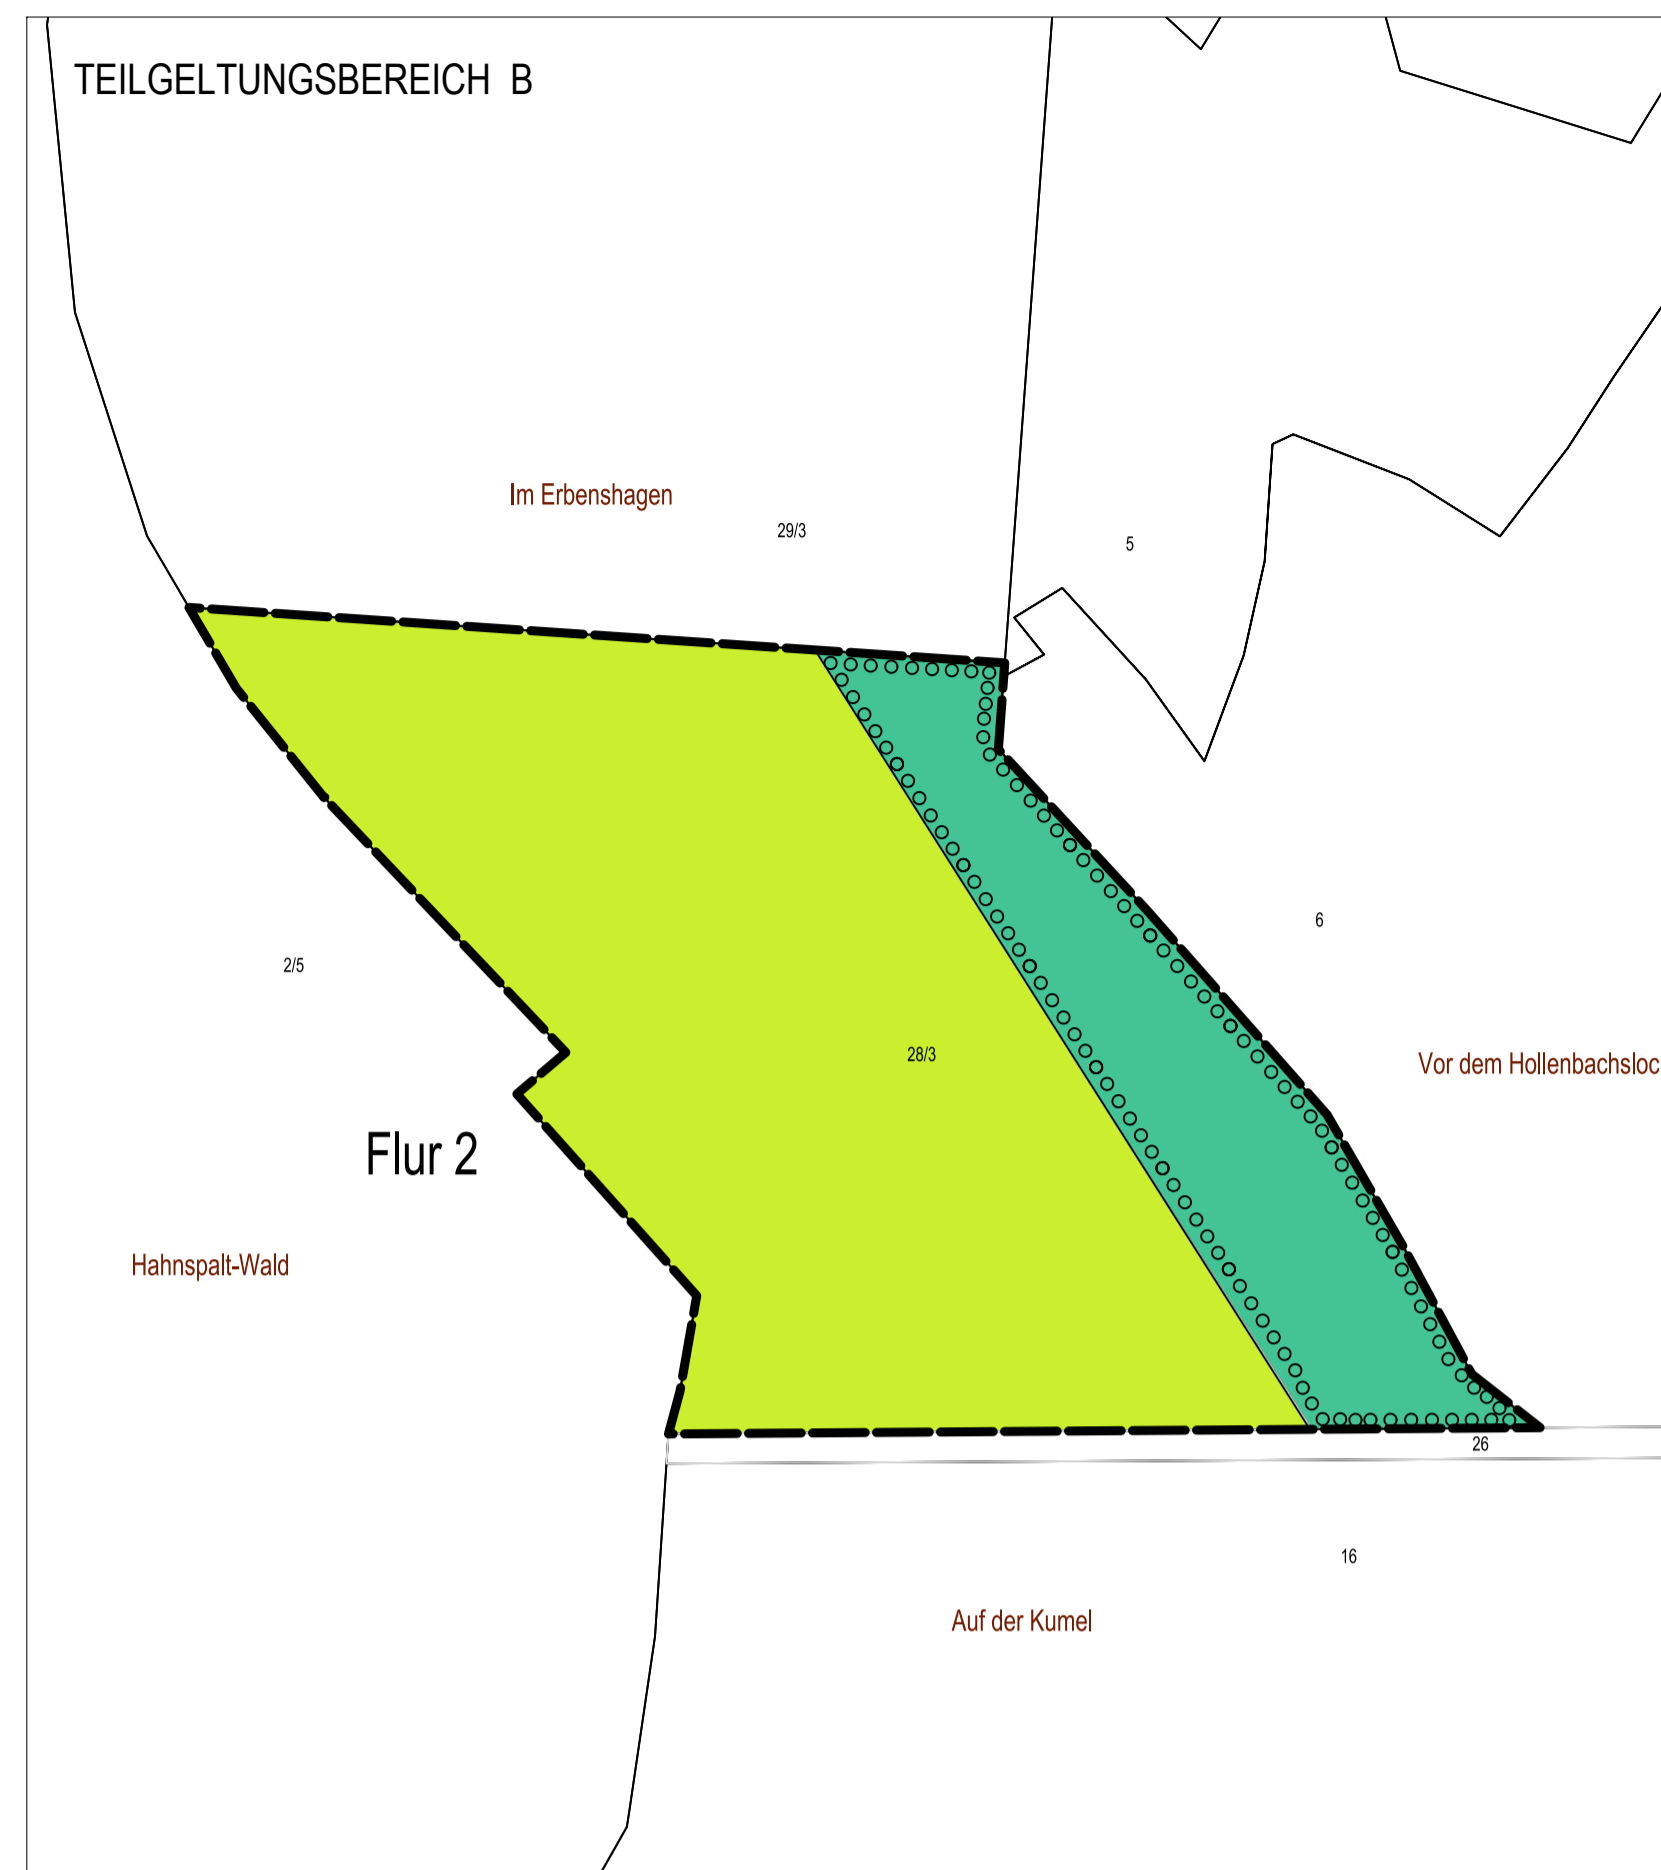 TEILGELTUNGSBEREICH B
Im Erbenshagen
29/3
5
6
2/5
28/3
Vor dem Hollenbachsloc
Flur 2
Hahnspalt-Wald
26
16
Auf der Kumel